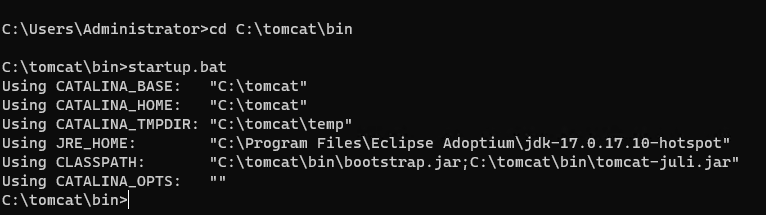 C:\Users\Administrator>cd C:\tomcat\bin
C:\tomcat\bin>startup.bat
Using CATALINA_BASE:   "C:\tomcat"
Using CATALINA_HOME:   "C:\tomcat"
Using CATALINA_TMPDIR: "C:\tomcat\temp"
Using JRE_HOME:        "C:\Program Files\Eclipse Adoptium\jdk-17.0.17.10-hotspot"
Using CLASSPATH:       "C:\tomcat\bin\bootstrap.jar;C:\tomcat\bin\tomcat-juli.jar"
Using CATALINA_OPTS:   ""
C:\tomcat\bin>